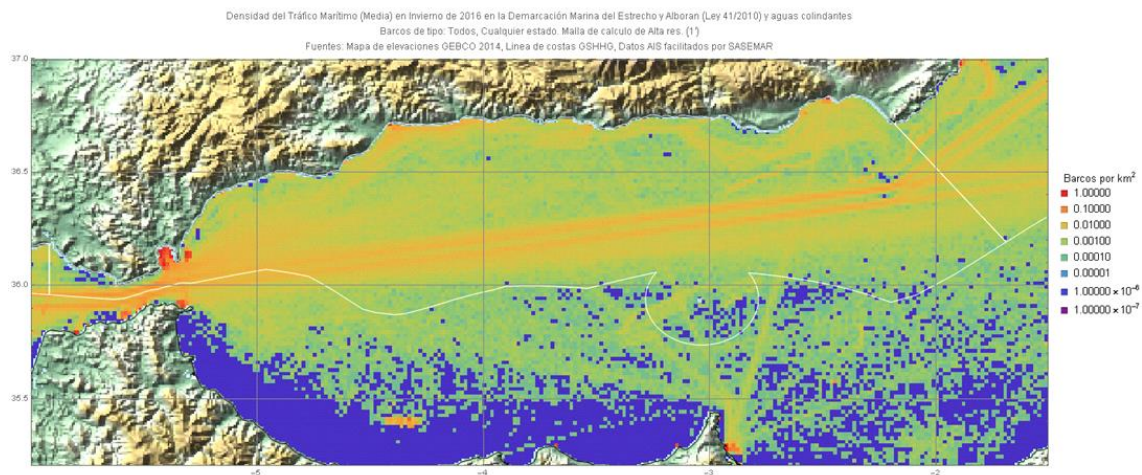 Densidad del Tráfico Marítimo (Media) en Invierno de 2016 en la Demarcación Marina del Estrecho y Alboran (Ley 41/2010) y aguas colindantes
Barcos de tipo: Todos, Cualquier estado. Malla de calculo de Alta res. (1')
Fuentes: Mapa de elevaciones GEBCO 2014, Linea de costas GSHHG, Datos AIS facilitados por SASEMAR
37.0
36.5
36.0
35.5
-5
-4
-3
-2
Barcos por km²
1.00000
0.10000
0.01000
0.00100
0.00010
0.00001
1.00000 × 10⁻⁶
1.00000 × 10⁻⁷